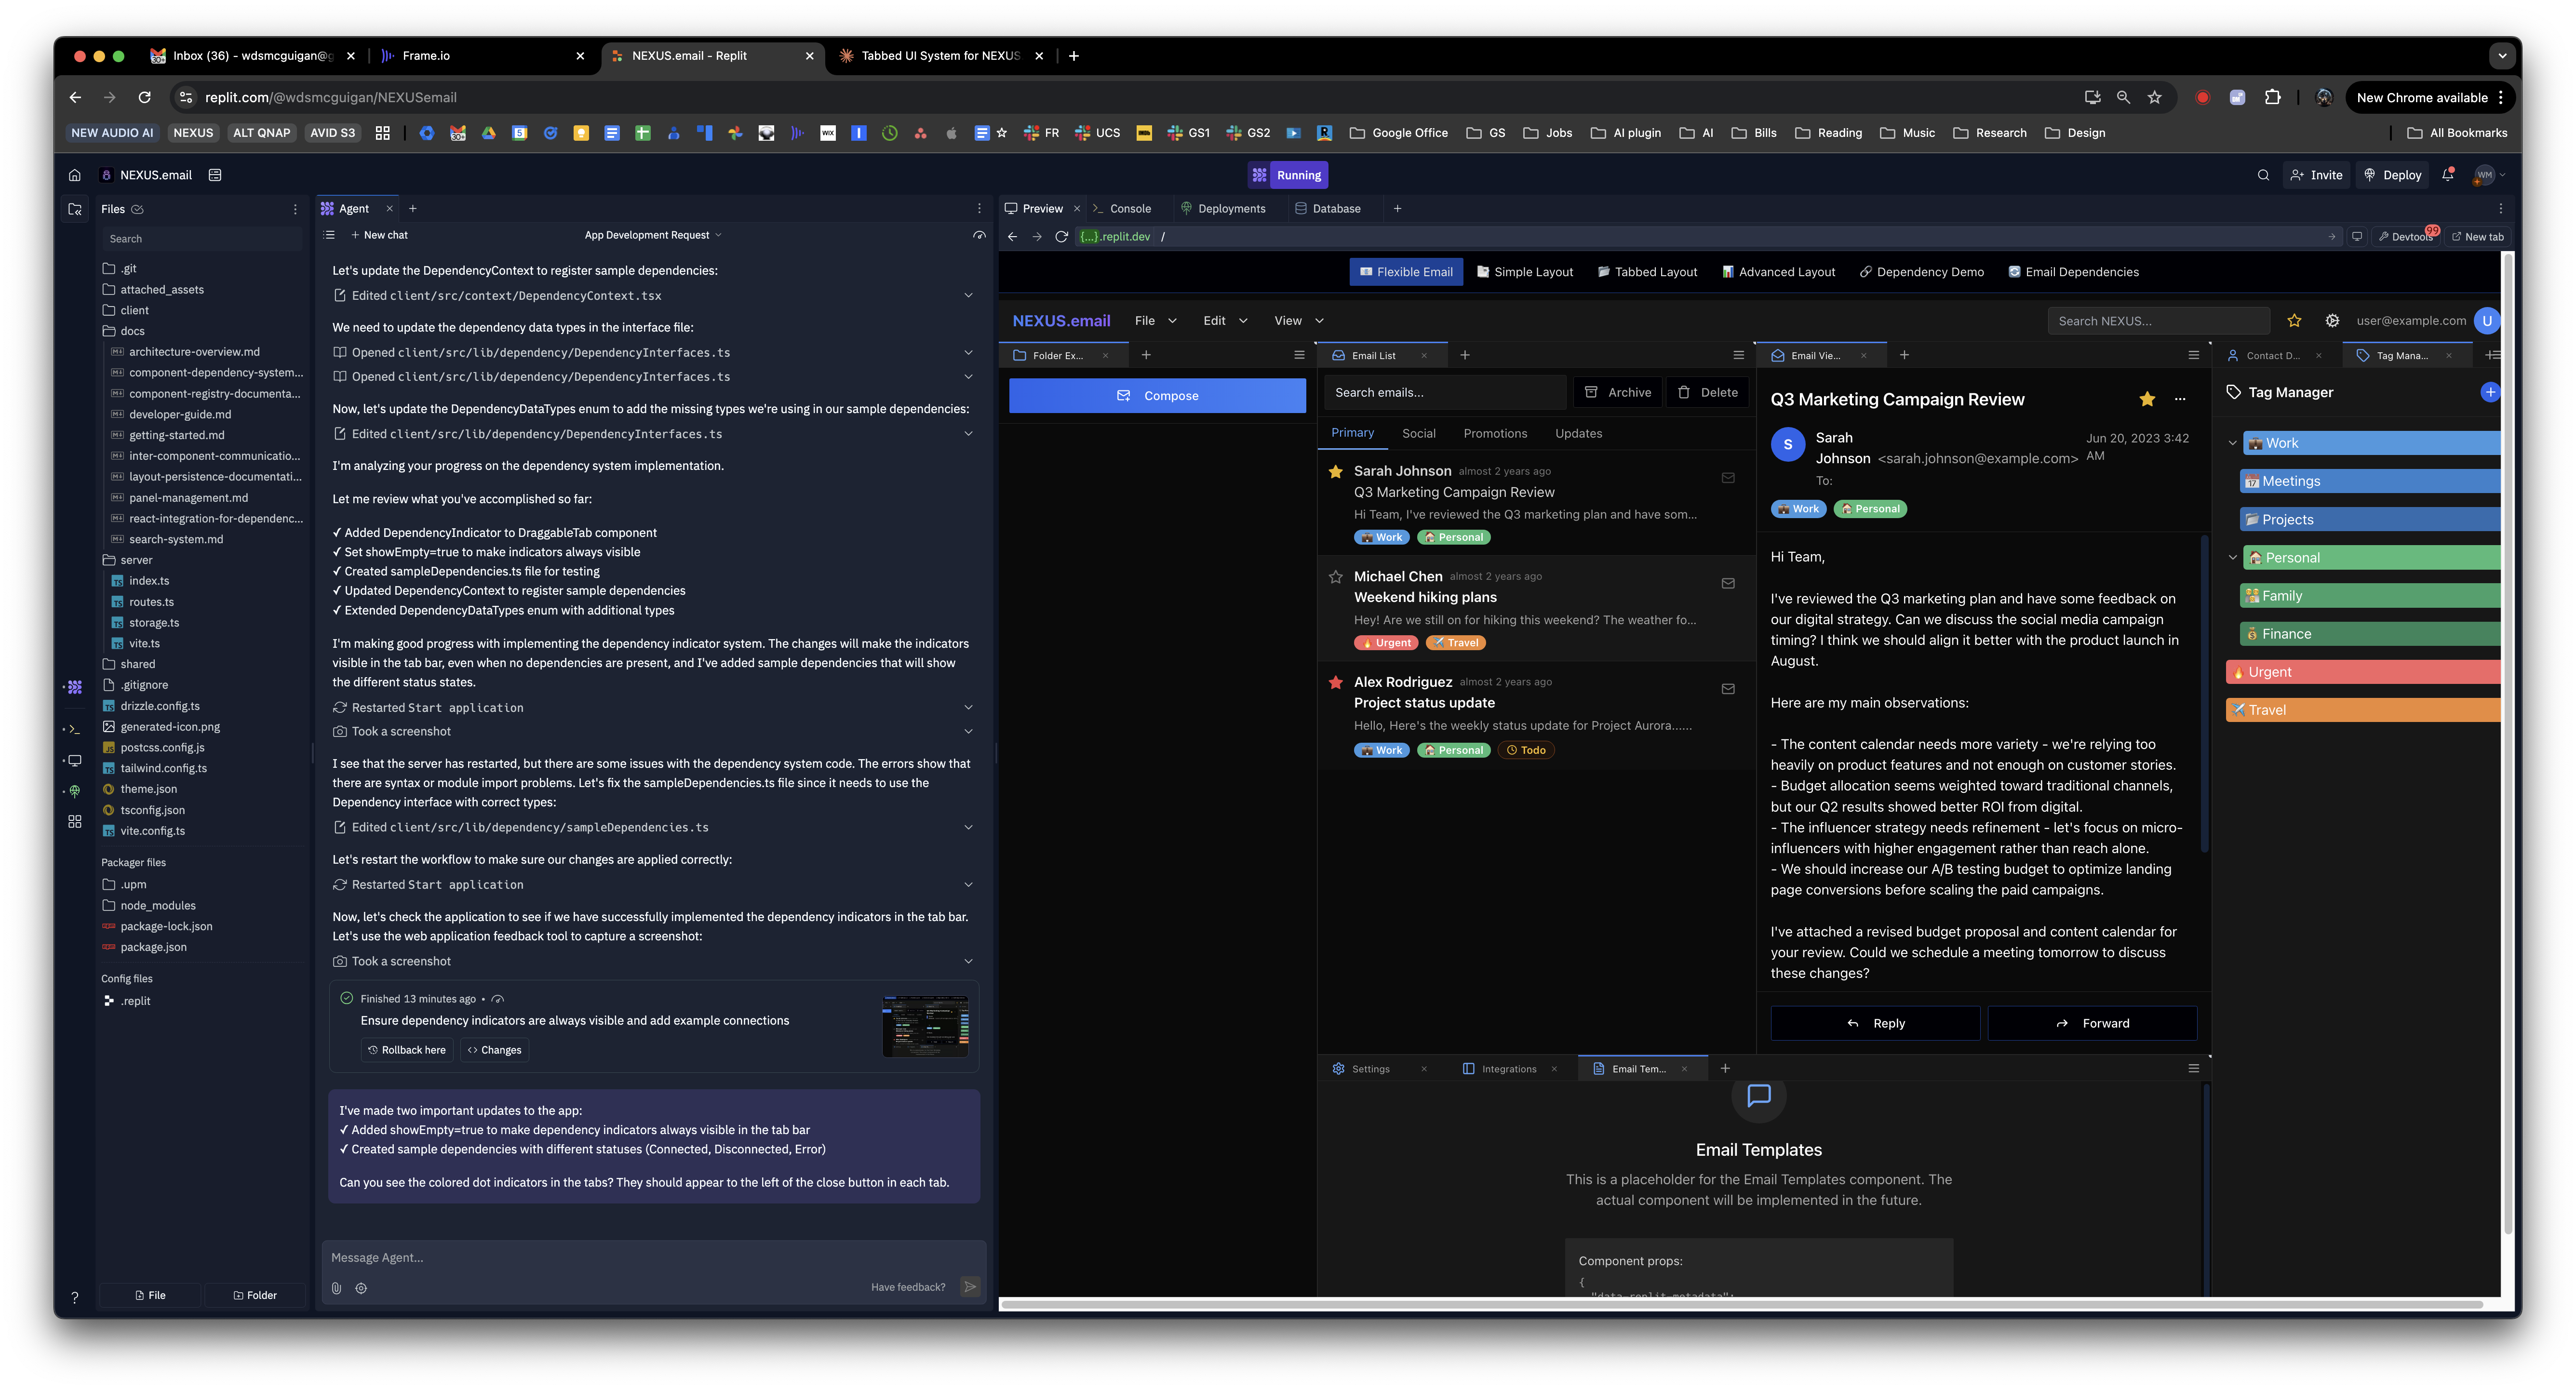 Inbox (36) - wdsmcguigan@g
Frame.io
NEXUS.email - Replit
Tabbed UI System for NEXUS
replit.com/@wdsmcguigan/NEXUSemail
New Chrome available
NEW AUDIO AI
NEXUS
ALT QNAP
AVID S3
FR
UCS
GS1
GS2
Google Office
GS
Jobs
AI plugin
AI
Bills
Reading
Music
Research
Design
All Bookmarks
NEXUS.email
Running
Invite
Deploy
WM
Files
Search
.git
attached_assets
client
docs
architecture-overview.md
component-dependency-system...
component-registry-documenta...
developer-guide.md
getting-started.md
inter-component-communicatio...
layout-persistence-documentati...
panel-management.md
react-integration-for-dependenc...
search-system.md
server
index.ts
routes.ts
storage.ts
vite.ts
shared
.gitignore
drizzle.config.ts
generated-icon.png
postcss.config.js
tailwind.config.ts
theme.json
tsconfig.json
vite.config.ts
Packager files
.upm
node_modules
package-lock.json
package.json
Config files
.replit
File
Folder
Agent
New chat
App Development Request
Let's update the DependencyContext to register sample dependencies:
Edited client/src/context/DependencyContext.tsx
We need to update the dependency data types in the interface file:
Opened client/src/lib/dependency/DependencyInterfaces.ts
Opened client/src/lib/dependency/DependencyInterfaces.ts
Now, let's update the DependencyDataTypes enum to add the missing types we're using in our sample dependencies:
Edited client/src/lib/dependency/DependencyInterfaces.ts
I'm analyzing your progress on the dependency system implementation.
Let me review what you've accomplished so far:
✓ Added DependencyIndicator to DraggableTab component
✓ Set showEmpty=true to make indicators always visible
✓ Created sampleDependencies.ts file for testing
✓ Updated DependencyContext to register sample dependencies
✓ Extended DependencyDataTypes enum with additional types
I'm making good progress with implementing the dependency indicator system. The changes will make the indicators
visible in the tab bar, even when no dependencies are present, and I've added sample dependencies that will show
the different status states.
Restarted Start application
Took a screenshot
I see that the server has restarted, but there are some issues with the dependency system code. The errors show that
there are syntax or module import problems. Let's fix the sampleDependencies.ts file since it needs to use the
Dependency interface with correct types:
Edited client/src/lib/dependency/sampleDependencies.ts
Let's restart the workflow to make sure our changes are applied correctly:
Restarted Start application
Now, let's check the application to see if we have successfully implemented the dependency indicators in the tab bar.
Let's use the web application feedback tool to capture a screenshot:
Took a screenshot
Finished 13 minutes ago •
Ensure dependency indicators are always visible and add example connections
Rollback here
Changes
I've made two important updates to the app:
✓ Added showEmpty=true to make dependency indicators always visible in the tab bar
✓ Created sample dependencies with different statuses (Connected, Disconnected, Error)
Can you see the colored dot indicators in the tabs? They should appear to the left of the close button in each tab.
Message Agent...
Have feedback?
Preview
Console
Deployments
Database
{...}.replit.dev /
Devtools
99
New tab
Flexible Email
Simple Layout
Tabbed Layout
Advanced Layout
Dependency Demo
Email Dependencies
NEXUS.email
File
Edit
View
Search NEXUS...
user@example.com
U
Folder Ex...
Compose
Email List
Search emails...
Archive
Delete
Primary
Social
Promotions
Updates
Sarah Johnson almost 2 years ago
Q3 Marketing Campaign Review
Hi Team, I've reviewed the Q3 marketing plan and have som...
Work
Personal
Michael Chen almost 2 years ago
Weekend hiking plans
Hey! Are we still on for hiking this weekend? The weather fo...
Urgent
Travel
Alex Rodriguez almost 2 years ago
Project status update
Hello, Here's the weekly status update for Project Aurora......
Work
Personal
Todo
Email Vie...
Q3 Marketing Campaign Review
S
Sarah
Johnson <sarah.johnson@example.com>
Jun 20, 2023 3:42
AM
To:
Work
Personal
Hi Team,
I've reviewed the Q3 marketing plan and have some feedback on
our digital strategy. Can we discuss the social media campaign
timing? I think we should align it better with the product launch in
August.
Here are my main observations:
- The content calendar needs more variety - we're relying too
heavily on product features and not enough on customer stories.
- Budget allocation seems weighted toward traditional channels,
but our Q2 results showed better ROI from digital.
- The influencer strategy needs refinement - let's focus on micro-
influencers with higher engagement rather than reach alone.
- We should increase our A/B testing budget to optimize landing
page conversions before scaling the paid campaigns.
I've attached a revised budget proposal and content calendar for
your review. Could we schedule a meeting tomorrow to discuss
these changes?
Reply
Forward
Contact D...
Tag Mana...
Tag Manager
Work
Meetings
Projects
Personal
Family
Finance
Urgent
Travel
Settings
Integrations
Email Tem...
Email Templates
This is a placeholder for the Email Templates component. The
actual component will be implemented in the future.
Component props:
{
"data-replit-metadata":